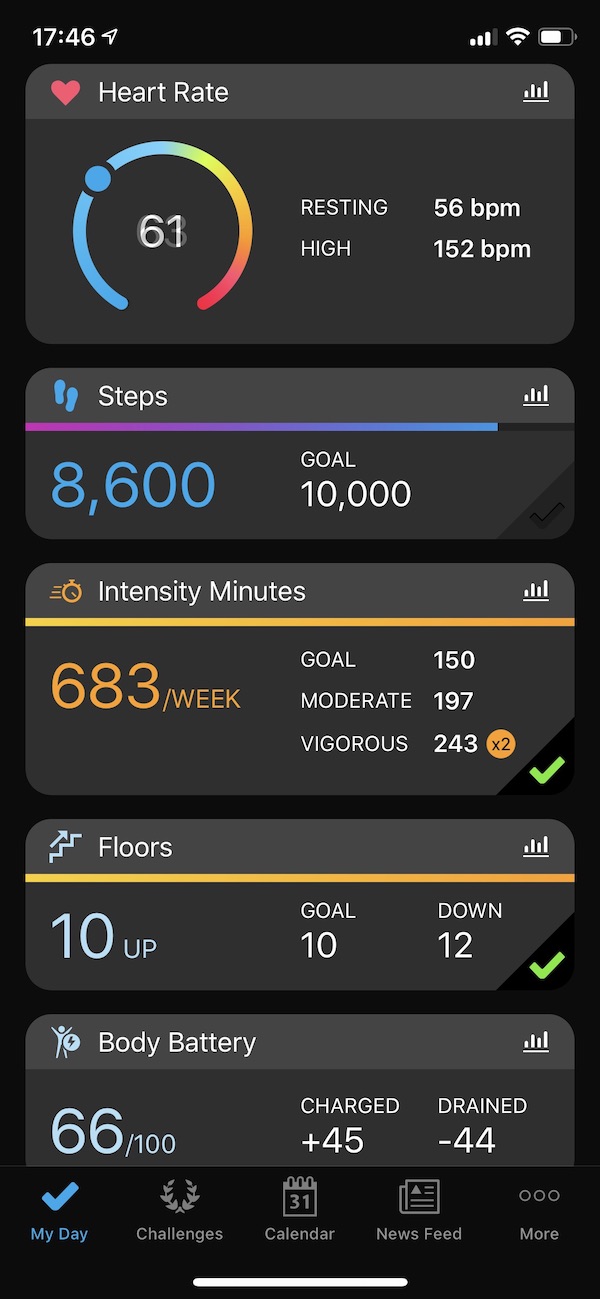 17:46
Heart Rate
61
RESTING 56 bpm
HIGH 152 bpm
Steps
8,600
GOAL
10,000
Intensity Minutes
683/WEEK
GOAL 150
MODERATE 197
VIGOROUS 243 x2
Floors
10 UP
GOAL
10
DOWN
12
Body Battery
66/100
CHARGED
+45
DRAINED
-44
31
My Day
Challenges
Calendar
News Feed
More